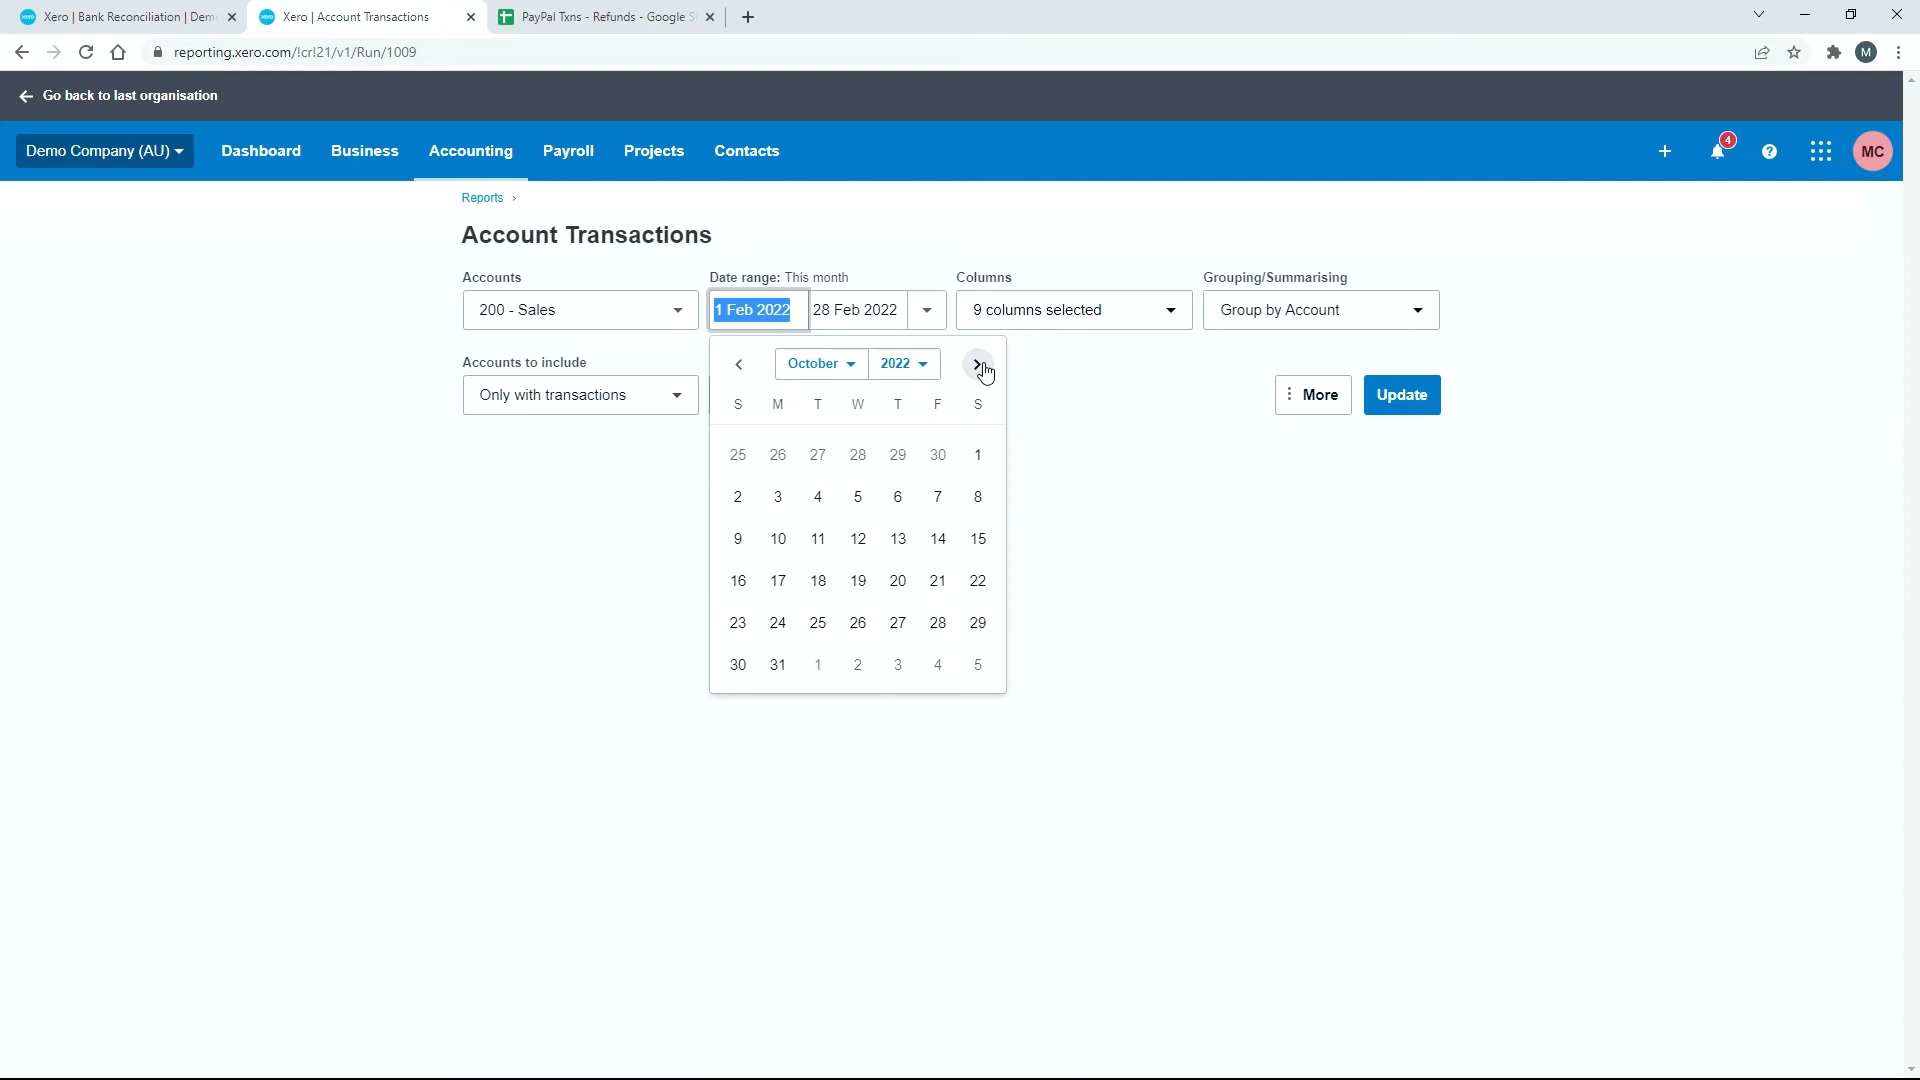 Xero | Bank Reconciliation | Dem
Xero | Account Transactions
PayPal Txns - Refunds - Google S
reporting.xero.com/!cr!21/v1/Run/1009
M
Go back to last organisation
Demo Company (AU)
Dashboard
Business
Accounting
Payroll
Projects
Contacts
4
MC
Reports
Account Transactions
Accounts
Date range: This month
Columns
Grouping/Summarising
200 - Sales
1 Feb 2022
28 Feb 2022
9 columns selected
Group by Account
Accounts to include
Only with transactions
More
Update
October 2022
S M T W T F S
25 26 27 28 29 30 1
2 3 4 5 6 7 8
9 10 11 12 13 14 15
16 17 18 19 20 21 22
23 24 25 26 27 28 29
30 31 1 2 3 4 5